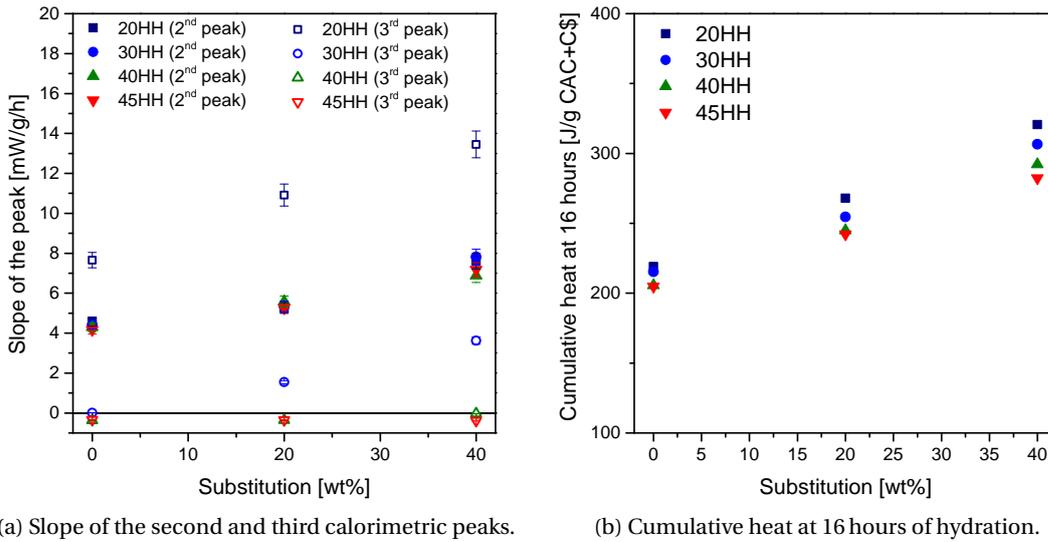 20HH (2nd peak) 20HH (3rd peak)
30HH (2nd peak) 30HH (3rd peak)
40HH (2nd peak) 40HH (3rd peak)
45HH (2nd peak) 45HH (3rd peak)
Slope of the peak [mW/g/h]
20
18
16
14
12
10
8
6
4
2
0
0 10 20 30 40
Substitution [wt%]
(a) Slope of the second and third calorimetric peaks.
20HH
30HH
40HH
45HH
Cumulative heat at 16 hours [J/g CAC+C$]
400
300
200
100
0 5 10 15 20 25 30 35 40
Substitution [wt%]
(b) Cumulative heat at 16 hours of hydration.